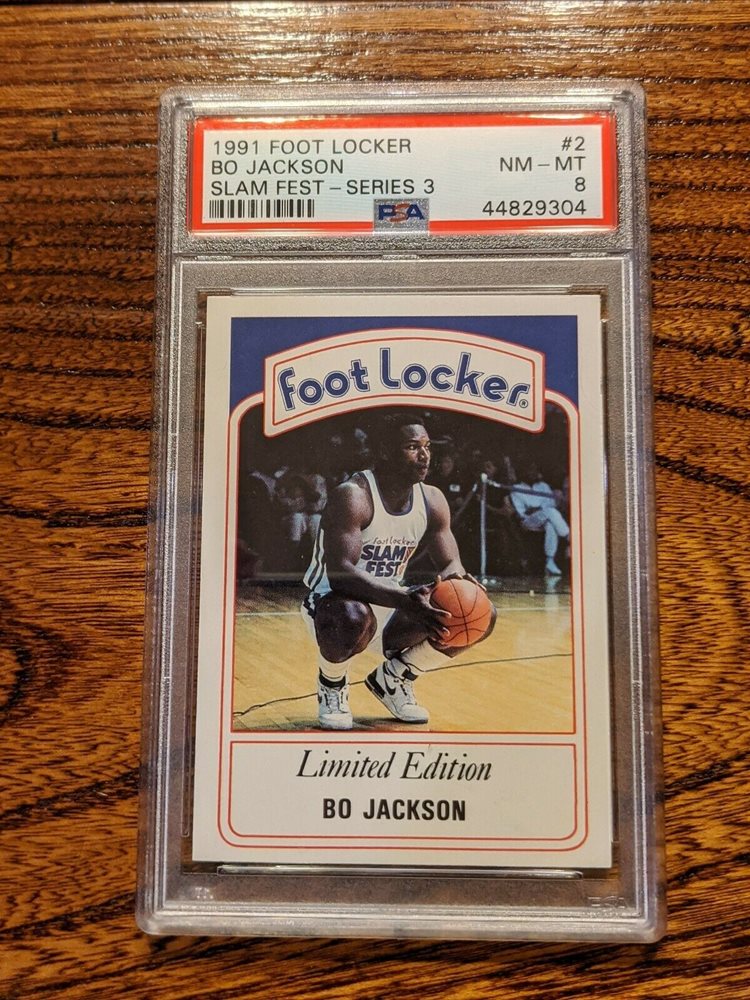 1991 FOOT LOCKER #2
BO JACKSON NM – MT
SLAM FEST – SERIES 3 8
PSA 44829304
foot Locker®
foot Locker
SLAM
FEST
Limited Edition
BO JACKSON
PSA